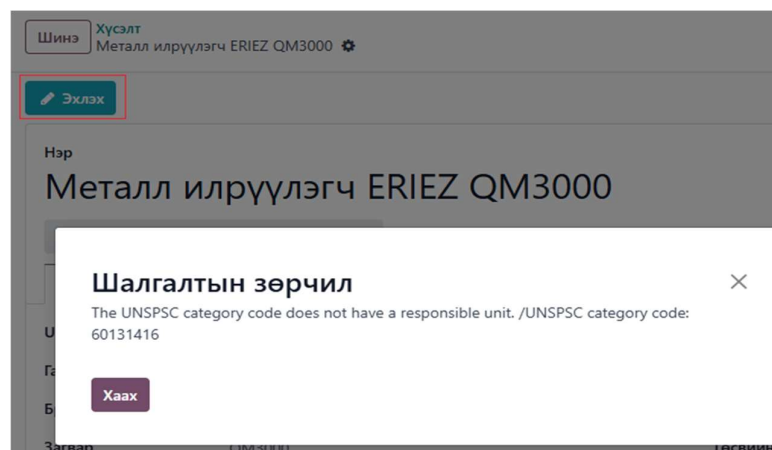 Шинэ
Хүсэлт
Металл илрүүлэгч ERIEZ QM3000
Эхлэх
Нэр
Металл илрүүлэгч ERIEZ QM3000
Шалгалтын зөрчил
The UNSPSC category code does not have a responsible unit. /UNSPSC category code:
60131416
Хаах
Загвар QM3000